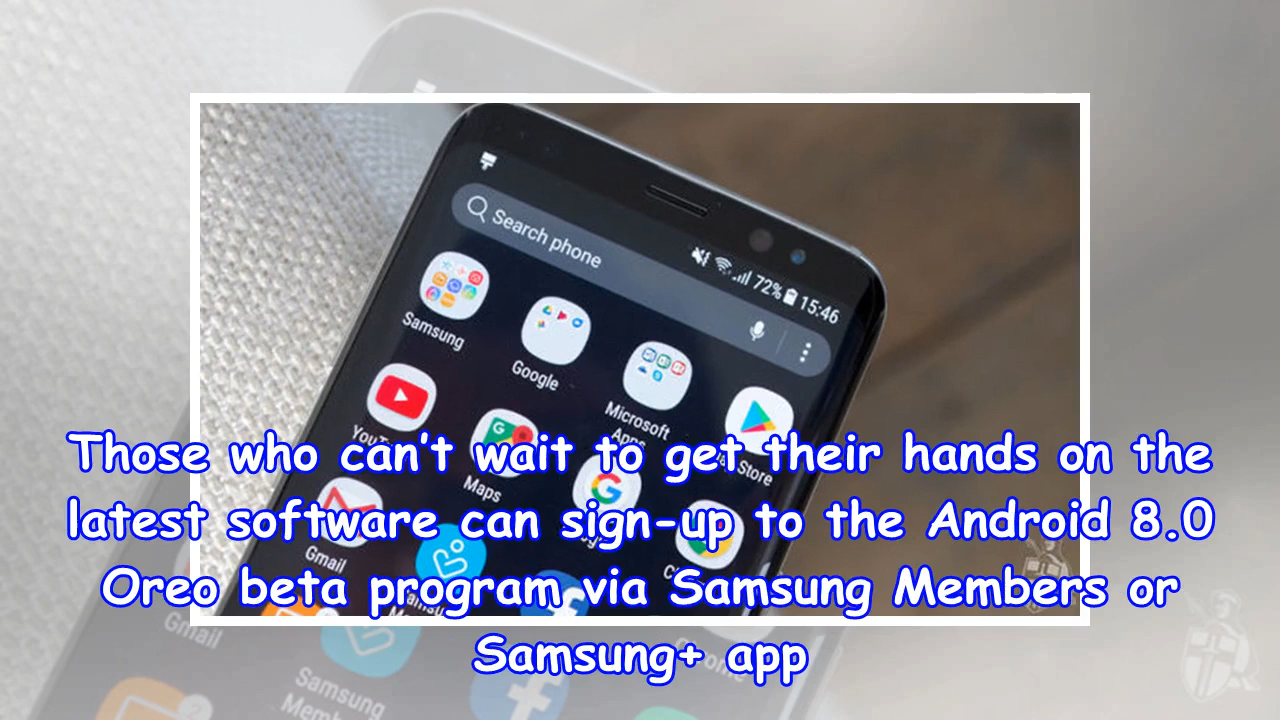 Search phone
72% 15:46
Samsung
Google
Microsoft
Maps
Gmail
Those who can't wait to get their hands on the
latest software can sign-up to the Android 8.0
Oreo beta program via Samsung Members or
Samsung+ app
Gmail
Samsung